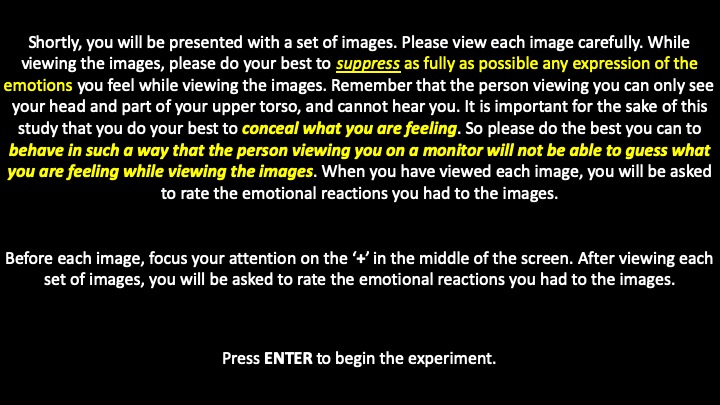 Shortly, you will be presented with a set of images. Please view each image carefully. While
viewing the images, please do your best to suppress as fully as possible any expression of the
emotions you feel while viewing the images. Remember that the person viewing you can only see
your head and part of your upper torso, and cannot hear you. It is important for the sake of this
study that you do your best to conceal what you are feeling. So please do the best you can to
behave in such a way that the person viewing you on a monitor will not be able to guess what
you are feeling while viewing the images. When you have viewed each image, you will be asked
to rate the emotional reactions you had to the images.
Before each image, focus your attention on the ‘+’ in the middle of the screen. After viewing each
set of images, you will be asked to rate the emotional reactions you had to the images.
Press ENTER to begin the experiment.